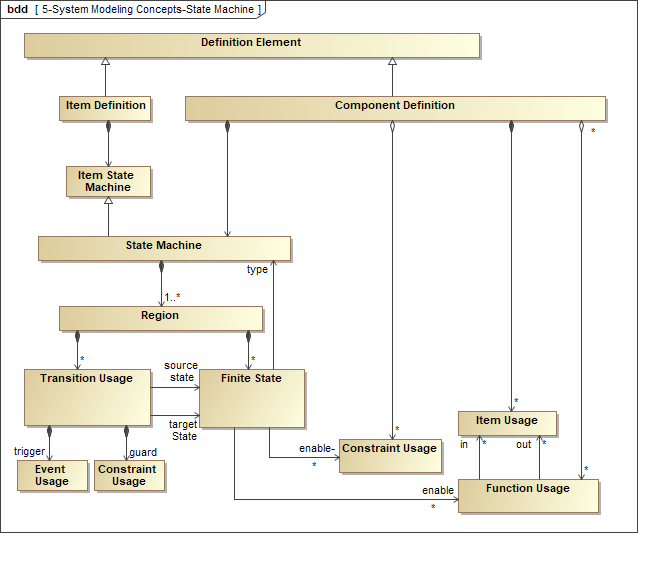 bdd [ 5-System Modeling Concepts-State Machine ]
Definition Element
Item Definition
Component Definition
*
Item State
Machine
State Machine
type
1..*
Region
*
*
Transition Usage
source
state
Finite State
target
State
*
*
Item Usage
trigger
guard
enable-
*
Constraint Usage
in
*
out
*
Event
Usage
Constraint
Usage
*
enable
*
Function Usage